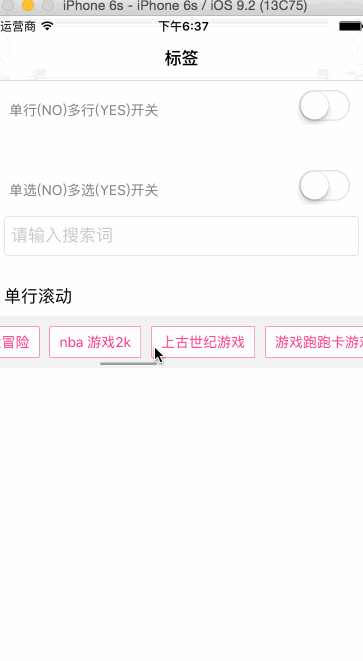 iPhone 6s - iPhone 6s / iOS 9.2 (13C75)
运营商 下午6:37
标签
单行(NO)多行(YES)开关
单选(NO)多选(YES)开关
请输入搜索词
单行滚动
冒险 nba 游戏2k 上古世纪游戏 游戏跑跑卡